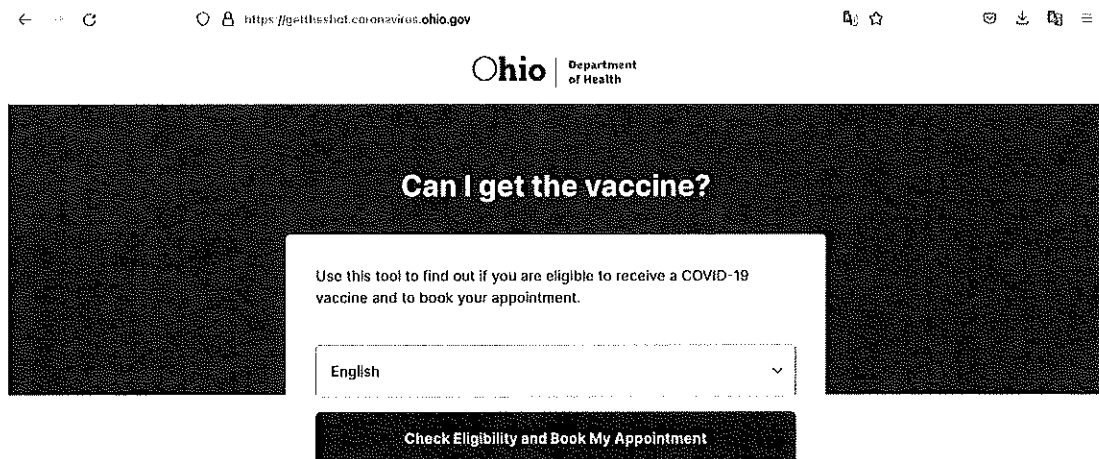 https://gettheshot.coronavirus.ohio.gov
Ohio Department
of Health
Can I get the vaccine?
Use this tool to find out if you are eligible to receive a COVID-19
vaccine and to book your appointment.
English
Check Eligibility and Book My Appointment